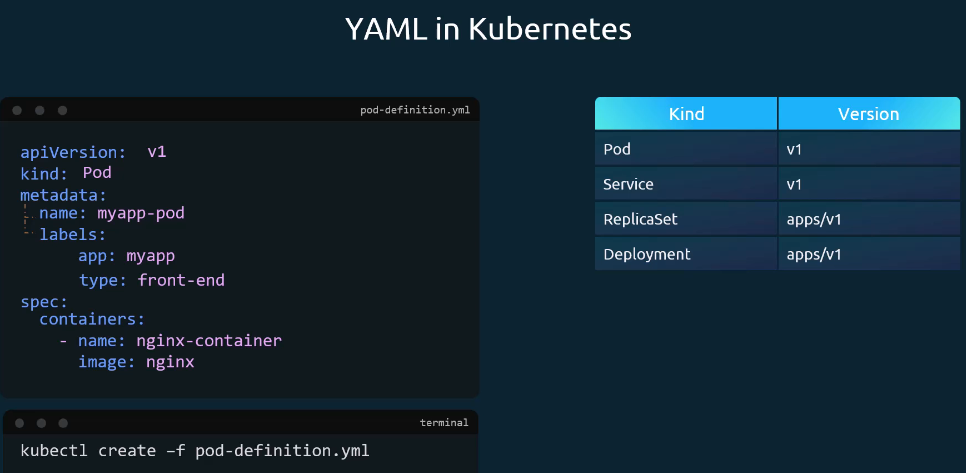 YAML in Kubernetes
pod-definition.yml
apiVersion: v1
kind: Pod
metadata:
name: myapp-pod
labels:
app: myapp
type: front-end
spec:
containers:
- name: nginx-container
image: nginx
terminal
kubectl create –f pod-definition.yml
Kind Version
Pod v1
Service v1
ReplicaSet apps/v1
Deployment apps/v1